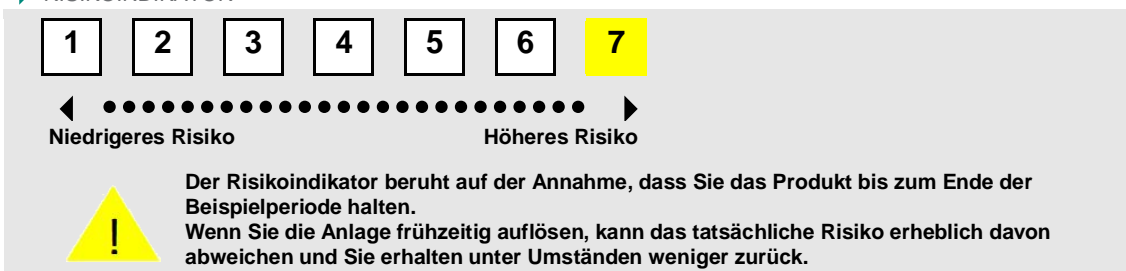 1 2 3 4 5 6 7
Niedrigeres Risiko Höheres Risiko
Der Risikoindikator beruht auf der Annahme, dass Sie das Produkt bis zum Ende der
Beispielperiode halten.
Wenn Sie die Anlage frühzeitig auflösen, kann das tatsächliche Risiko erheblich davon
abweichen und Sie erhalten unter Umständen weniger zurück.